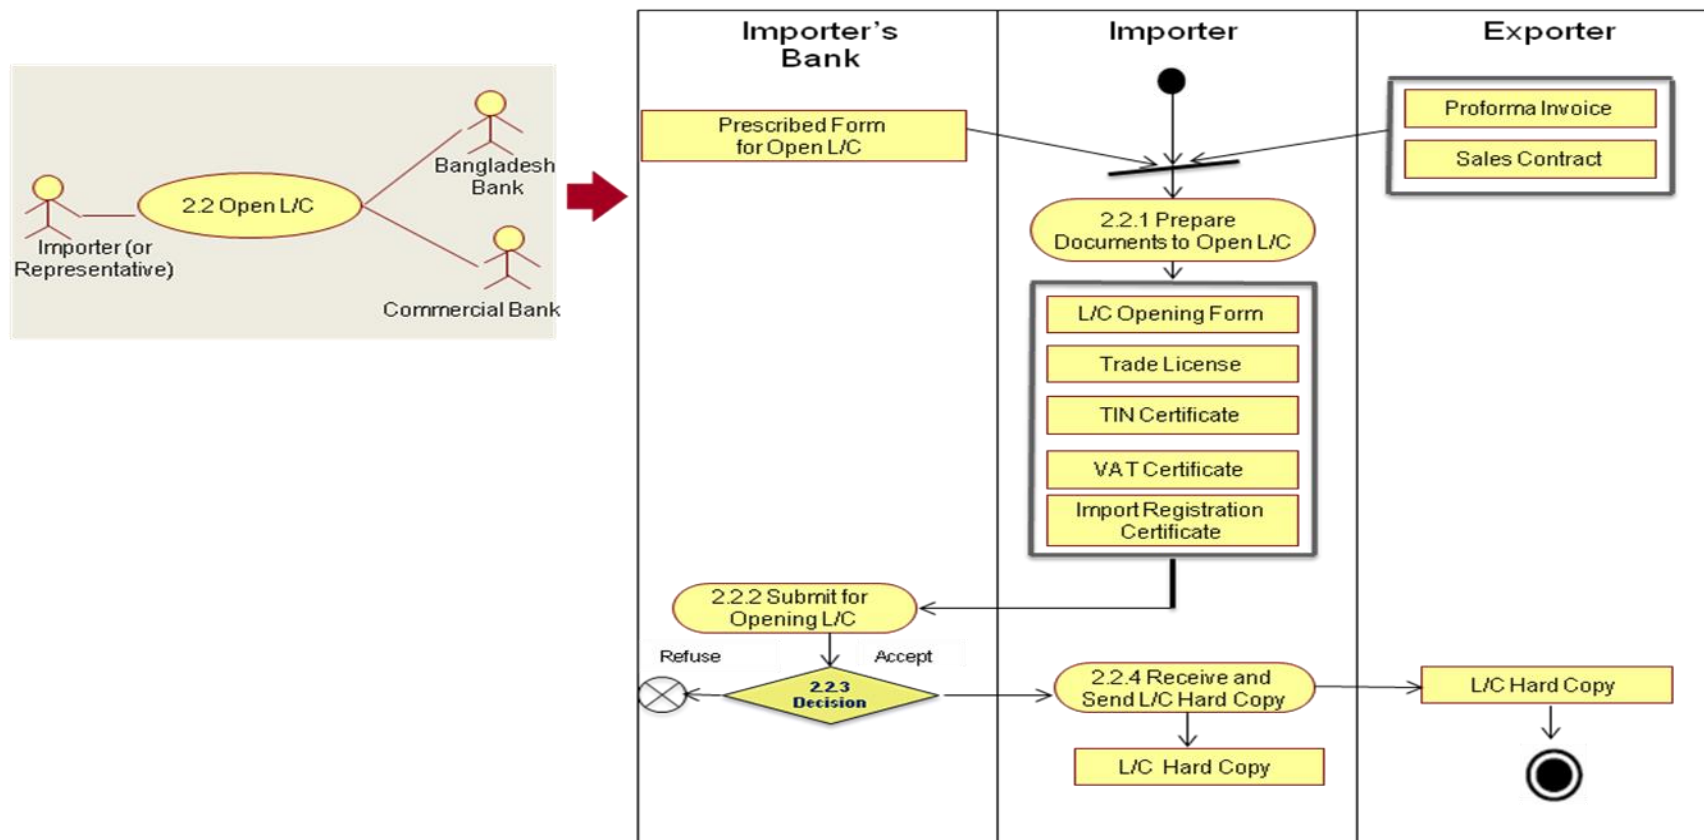 2.2 Open L/C
Importer (or
Representative)
Bangladesh
Bank
Commercial Bank
Importer's
Bank
Importer
Exporter
Prescribed Form
for Open L/C
Proforma Invoice
Sales Contract
2.2.1 Prepare
Documents to Open L/C
L/C Opening Form
Trade License
TIN Certificate
VAT Certificate
Import Registration
Certificate
2.2.2 Submit for
Opening L/C
Refuse
Accept
2.2.3
Decision
2.2.4 Receive and
Send L/C Hard Copy
L/C Hard Copy
L/C Hard Copy